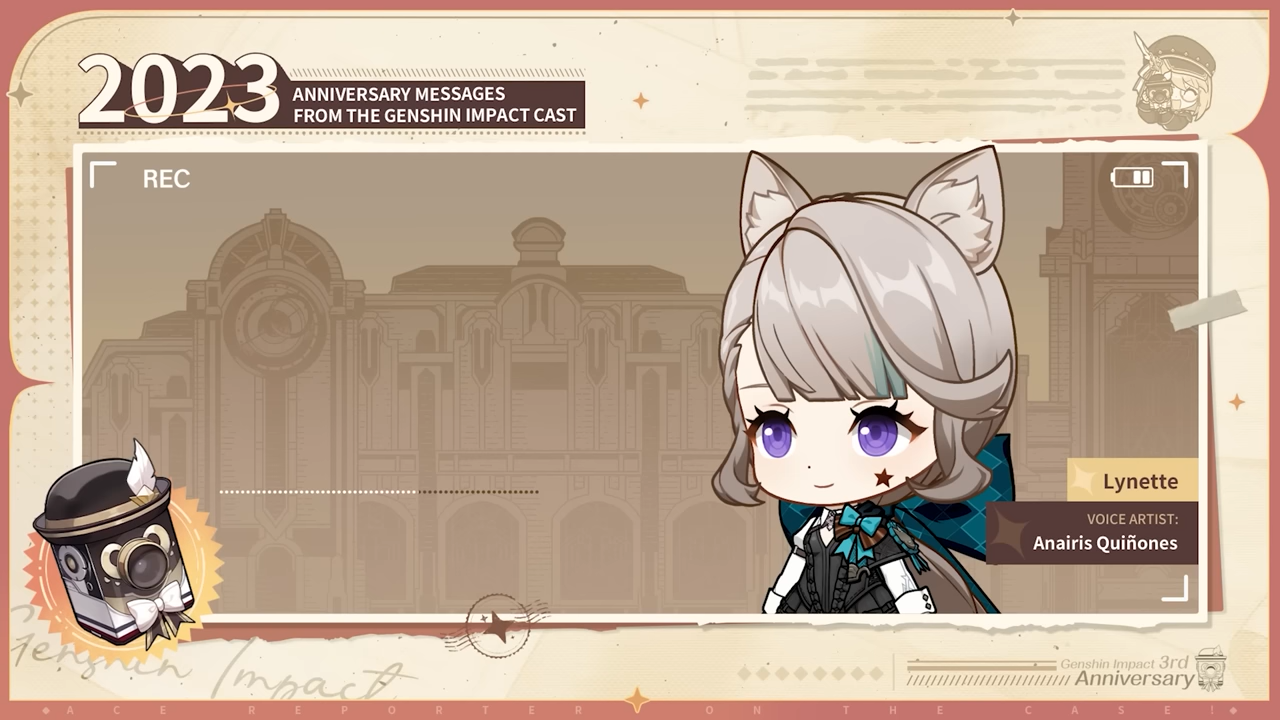 2023
ANNIVERSARY MESSAGES
FROM THE GENSHIN IMPACT CAST
REC
Lynette
VOICE ARTIST:
Anairis Quiñones
Genshin Impact
Genshin Impact 3rd
Anniversary
ACE REPORTER ON THE CASE!